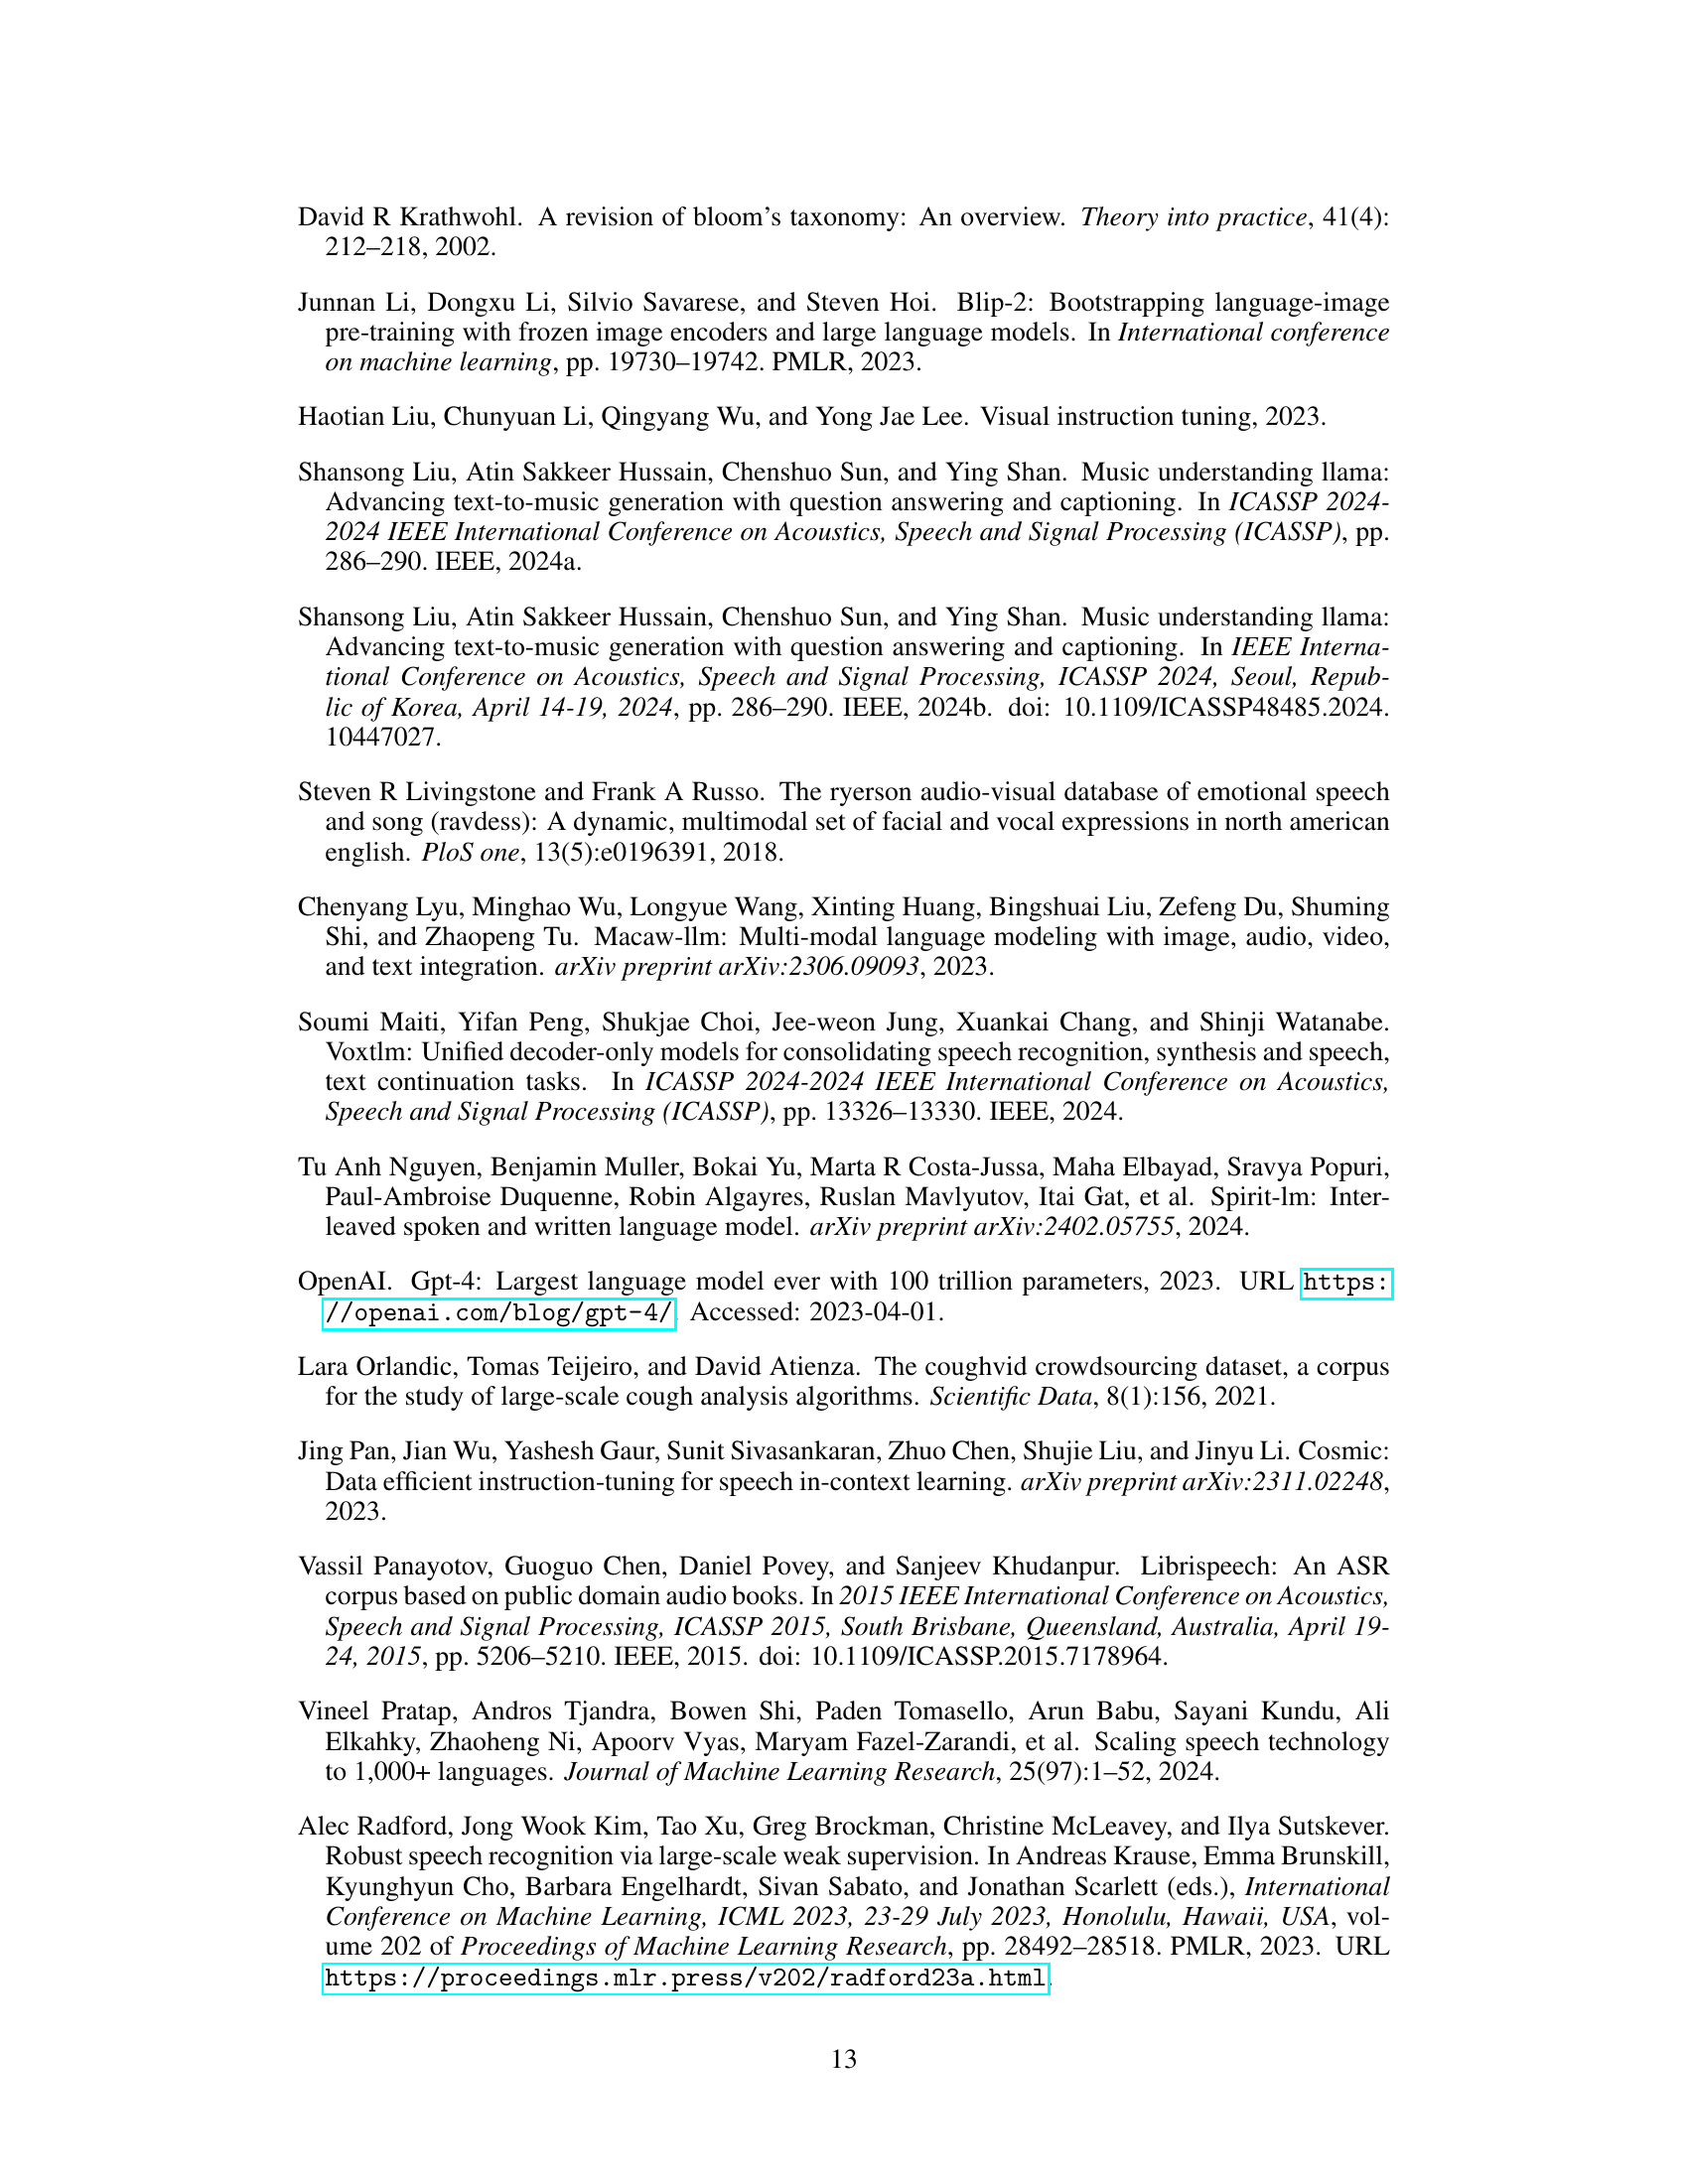 David R Krathwohl. A revision of bloom's taxonomy: An overview. Theory into practice, 41(4):
212–218, 2002.
Junnan Li, Dongxu Li, Silvio Savarese, and Steven Hoi. Blip-2: Bootstrapping language-image
pre-training with frozen image encoders and large language models. In International conference
on machine learning, pp. 19730–19742. PMLR, 2023.
Haotian Liu, Chunyuan Li, Qingyang Wu, and Yong Jae Lee. Visual instruction tuning, 2023.
Shansong Liu, Atin Sakkeer Hussain, Chenshuo Sun, and Ying Shan. Music understanding llama:
Advancing text-to-music generation with question answering and captioning. In ICASSP 2024-
2024 IEEE International Conference on Acoustics, Speech and Signal Processing (ICASSP), pp.
286–290. IEEE, 2024a.
Shansong Liu, Atin Sakkeer Hussain, Chenshuo Sun, and Ying Shan. Music understanding llama:
Advancing text-to-music generation with question answering and captioning. In IEEE Interna-
tional Conference on Acoustics, Speech and Signal Processing, ICASSP 2024, Seoul, Repub-
lic of Korea, April 14-19, 2024, pp. 286–290. IEEE, 2024b. doi: 10.1109/ICASSP48485.2024.
10447027.
Steven R Livingstone and Frank A Russo. The ryerson audio-visual database of emotional speech
and song (ravdess): A dynamic, multimodal set of facial and vocal expressions in north american
english. PloS one, 13(5):e0196391, 2018.
Chenyang Lyu, Minghao Wu, Longyue Wang, Xinting Huang, Bingshuai Liu, Zefeng Du, Shuming
Shi, and Zhaopeng Tu. Macaw-llm: Multi-modal language modeling with image, audio, video,
and text integration. arXiv preprint arXiv:2306.09093, 2023.
Soumi Maiti, Yifan Peng, Shukjae Choi, Jee-weon Jung, Xuankai Chang, and Shinji Watanabe.
Voxtlm: Unified decoder-only models for consolidating speech recognition, synthesis and speech,
text continuation tasks. In ICASSP 2024-2024 IEEE International Conference on Acoustics,
Speech and Signal Processing (ICASSP), pp. 13326–13330. IEEE, 2024.
Tu Anh Nguyen, Benjamin Muller, Bokai Yu, Marta R Costa-Jussa, Maha Elbayad, Sravya Popuri,
Paul-Ambroise Duquenne, Robin Algayres, Ruslan Mavlyutov, Itai Gat, et al. Spirit-lm: Inter-
leaved spoken and written language model. arXiv preprint arXiv:2402.05755, 2024.
OpenAI. Gpt-4: Largest language model ever with 100 trillion parameters, 2023. URL https:
//openai.com/blog/gpt-4/. Accessed: 2023-04-01.
Lara Orlandic, Tomas Teijeiro, and David Atienza. The coughvid crowdsourcing dataset, a corpus
for the study of large-scale cough analysis algorithms. Scientific Data, 8(1):156, 2021.
Jing Pan, Jian Wu, Yashesh Gaur, Sunit Sivasankaran, Zhuo Chen, Shujie Liu, and Jinyu Li. Cosmic:
Data efficient instruction-tuning for speech in-context learning. arXiv preprint arXiv:2311.02248,
2023.
Vassil Panayotov, Guoguo Chen, Daniel Povey, and Sanjeev Khudanpur. Librispeech: An ASR
corpus based on public domain audio books. In 2015 IEEE International Conference on Acoustics,
Speech and Signal Processing, ICASSP 2015, South Brisbane, Queensland, Australia, April 19-
24, 2015, pp. 5206–5210. IEEE, 2015. doi: 10.1109/ICASSP.2015.7178964.
Vineel Pratap, Andros Tjandra, Bowen Shi, Paden Tomasello, Arun Babu, Sayani Kundu, Ali
Elkahky, Zhaoheng Ni, Apoorv Vyas, Maryam Fazel-Zarandi, et al. Scaling speech technology
to 1,000+ languages. Journal of Machine Learning Research, 25(97):1–52, 2024.
Alec Radford, Jong Wook Kim, Tao Xu, Greg Brockman, Christine McLeavey, and Ilya Sutskever.
Robust speech recognition via large-scale weak supervision. In Andreas Krause, Emma Brunskill,
Kyunghyun Cho, Barbara Engelhardt, Sivan Sabato, and Jonathan Scarlett (eds.), International
Conference on Machine Learning, ICML 2023, 23-29 July 2023, Honolulu, Hawaii, USA, vol-
ume 202 of Proceedings of Machine Learning Research, pp. 28492–28518. PMLR, 2023. URL
https://proceedings.mlr.press/v202/radford23a.html.
13